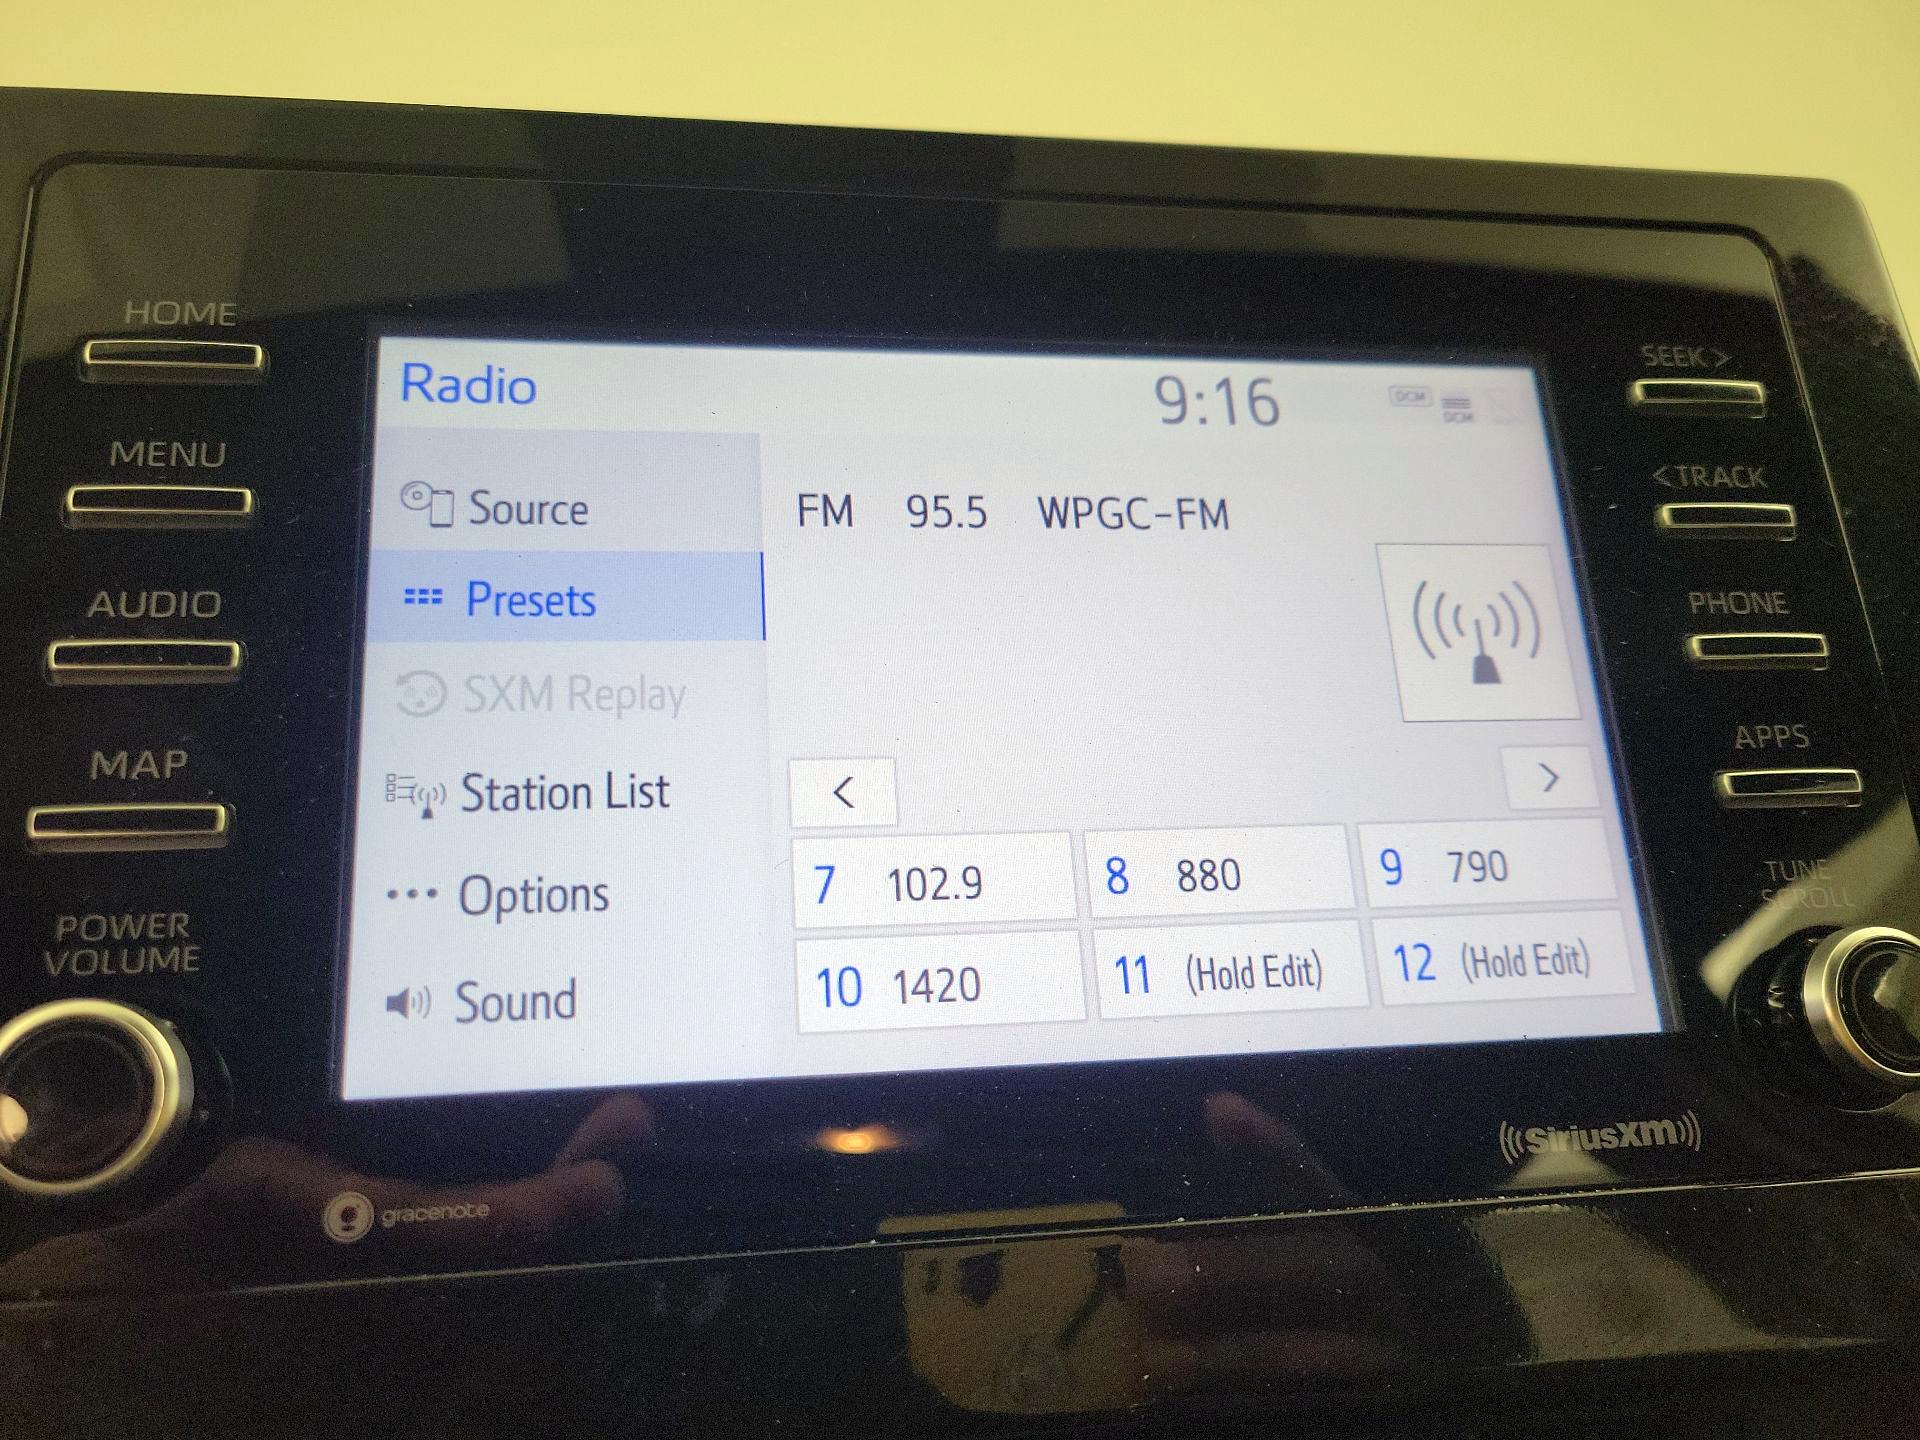 HOME
MENU
AUDIO
MAP
POWER
VOLUME
Radio
9:16
DCM
DCM
Source
Presets
SXM Replay
Station List
Options
Sound
FM 95.5 WPGC-FM
<
>
7 102.9
8 880
9 790
10 1420
11 (Hold Edit)
12 (Hold Edit)
SEEK>
<TRACK
PHONE
APPS
TUNE
SCROLL
gracenote
((SiriusXM))